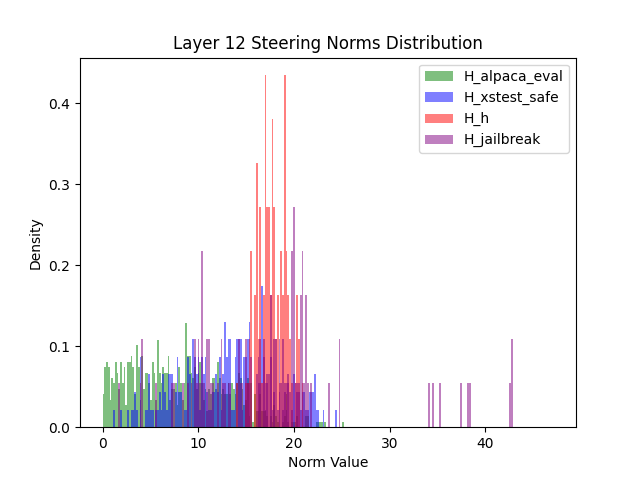 Layer 12 Steering Norms Distribution
H_alpaca_eval
H_xstest_safe
H_h
H_jailbreak
Density
0.4
0.3
0.2
0.1
0.0
0 10 20 30 40
Norm Value